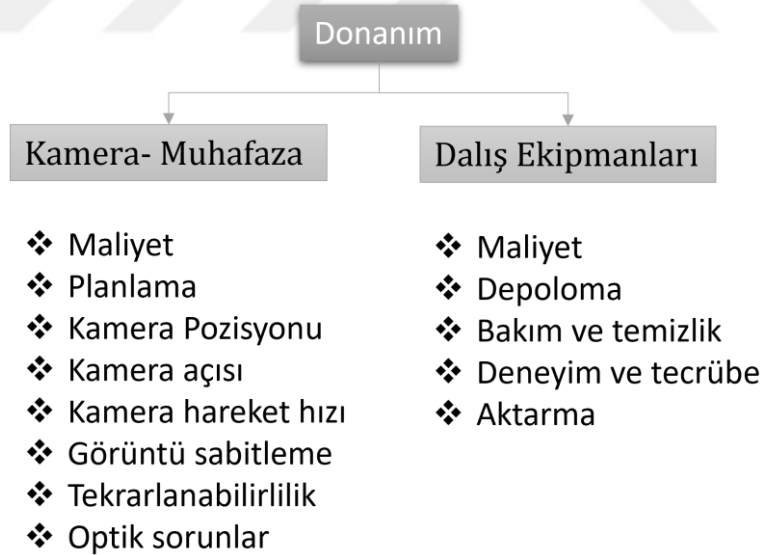 Donanım
Kamera- Muhafaza
❖ Maliyet
❖ Planlama
❖ Kamera Pozisyonu
❖ Kamera açısı
❖ Kamera hareket hızı
❖ Görüntü sabitleme
❖ Tekrarlanabilirlilik
❖ Optik sorunlar
Dalış Ekipmanları
❖ Maliyet
❖ Depoloma
❖ Bakım ve temizlik
❖ Deneyim ve tecrübe
❖ Aktarma